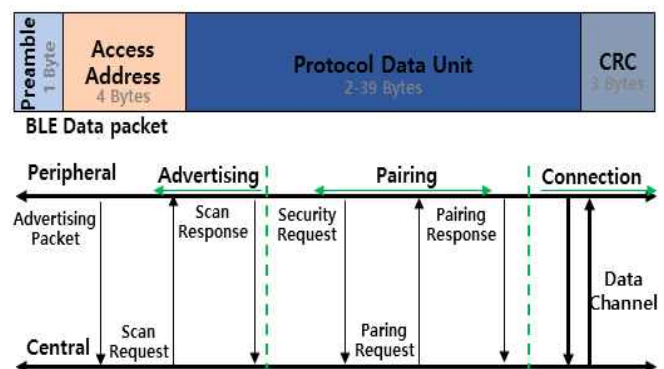 Preamble
1 Byte
Access
Address
4 Bytes
Protocol Data Unit
2-39 Bytes
CRC
3 Bytes
BLE Data packet
Peripheral
Advertising
Pairing
Connection
Advertising
Packet
Scan
Response
Security
Request
Pairing
Response
Data
Channel
Scan
Request
Paring
Request
Central